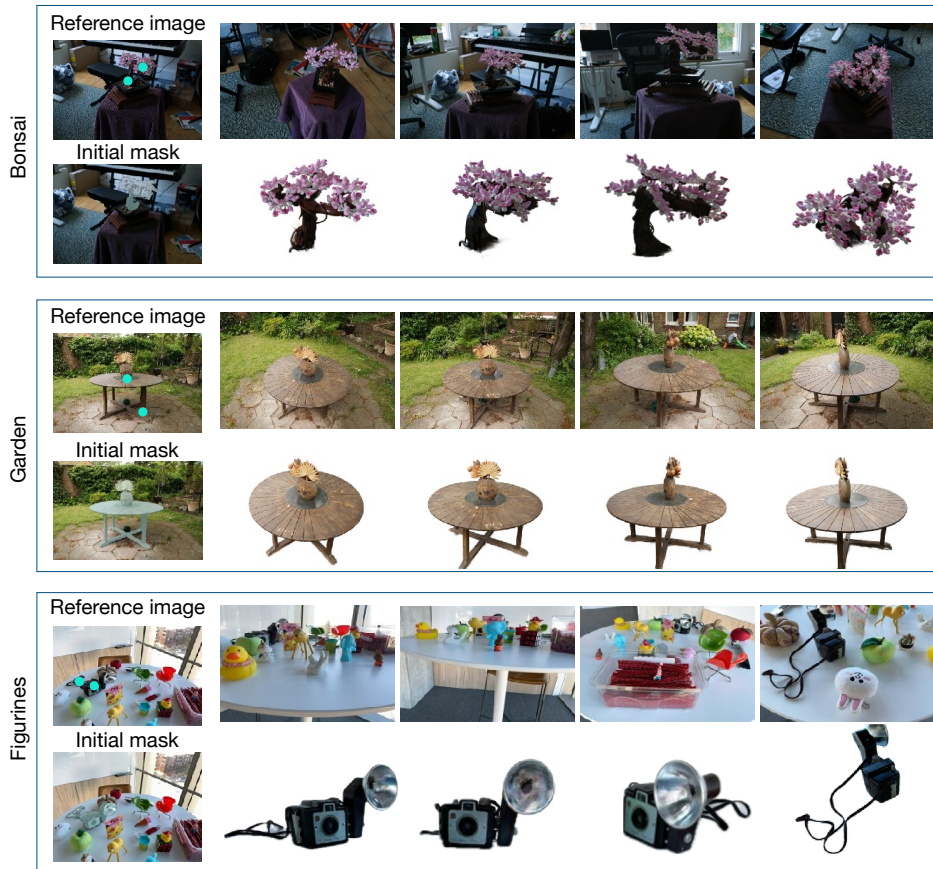 Bonsai
Reference image
Initial mask
Garden
Reference image
Initial mask
Figurines
Reference image
Initial mask